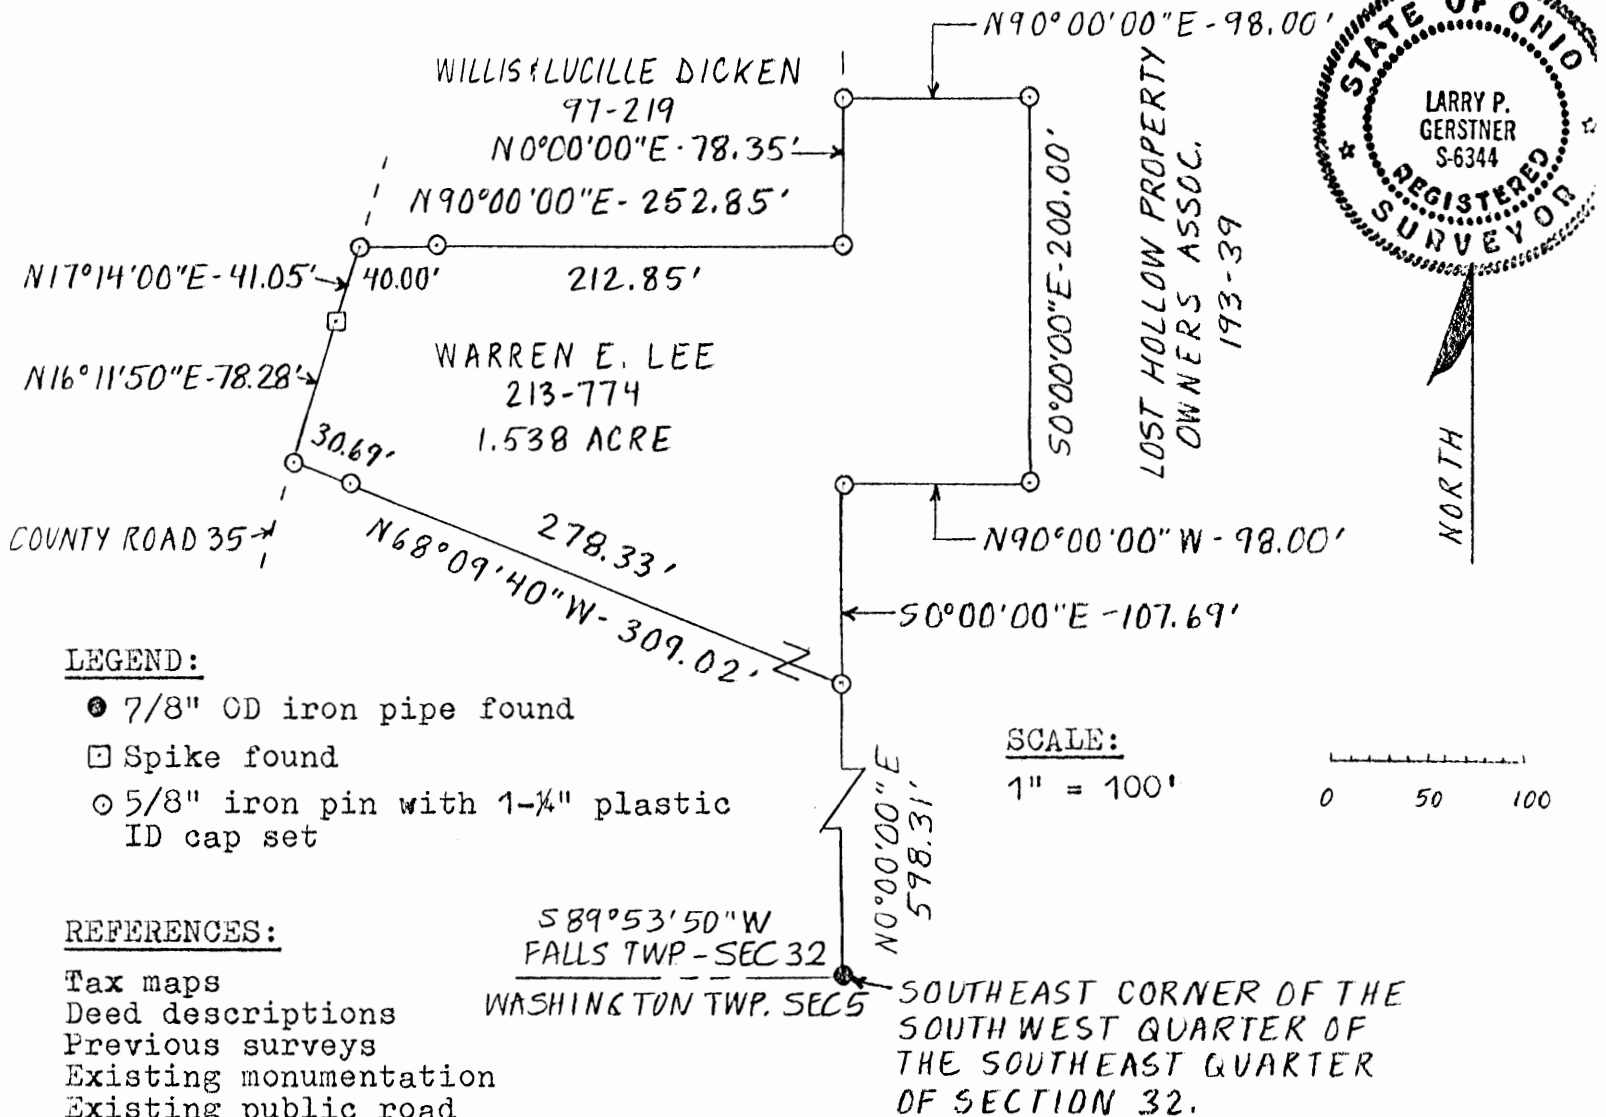 N90°00'00"E-98.00'
STATE OF OHIO
LARRY P.
GERSTNER
S-6344
REGISTERED
SURVEYOR
WILLIS & LUCILLE DICKEN
97-219
N0°00'00"E-78.35'
N90°00'00"E-252.85'
LOST HOLLOW PROPERTY
OWNERS ASSOC.
193-39
S0°00'00"E-200.00'
N17°14'00"E-41.05'
40.00'
212.85'
N16°11'50"E-78.28'
WARREN E. LEE
213-774
1.538 ACRE
30.69'
NORTH
COUNTY ROAD 35
278.33'
N68°09'40"W-309.02'
N90°00'00"W-98.00'
S0°00'00"E-107.69'
LEGEND:
7/8" OD iron pipe found
Spike found
5/8" iron pin with 1-¼" plastic
ID cap set
SCALE:
1" = 100'
0 50 100
N0°00'00"E
598.31'
REFERENCES:
Tax maps
Deed descriptions
Previous surveys
Existing monumentation
Existing public road
S89°53'50"W
FALLS TWP-SEC 32
WASHINGTON TWP. SEC5
SOUTHEAST CORNER OF THE
SOUTHWEST QUARTER OF
THE SOUTHEAST QUARTER
OF SECTION 32.